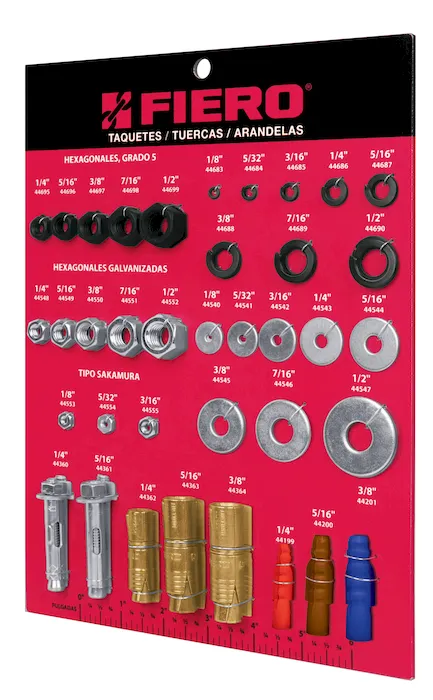 FIERO®
TAQUETES / TUERCAS / ARANDELAS
HEXAGONALES, GRADO 5
1/4" 5/16" 3/8" 7/16" 1/2"
44695 44696 44697 44698 44699
1/8" 5/32" 3/16" 1/4" 5/16"
44683 44684 44685 44686 44687
3/8" 7/16" 1/2"
44688 44689 44690
HEXAGONALES GALVANIZADAS
1/4" 5/16" 3/8" 7/16" 1/2"
44548 44549 44550 44551 44552
1/8" 5/32" 3/16" 1/4" 5/16"
44540 44541 44542 44543 44544
3/8" 7/16" 1/2"
44545 44546 44547
TIPO SAKAMURA
1/8" 5/32" 3/16"
44553 44554 44555
1/4" 5/16"
44360 44361
1/4" 5/16" 3/8"
44362 44363 44364
1/4" 5/16" 3/8"
44199 44200 44201
PULGADAS 0" 1" 2" 3" 4" 5"